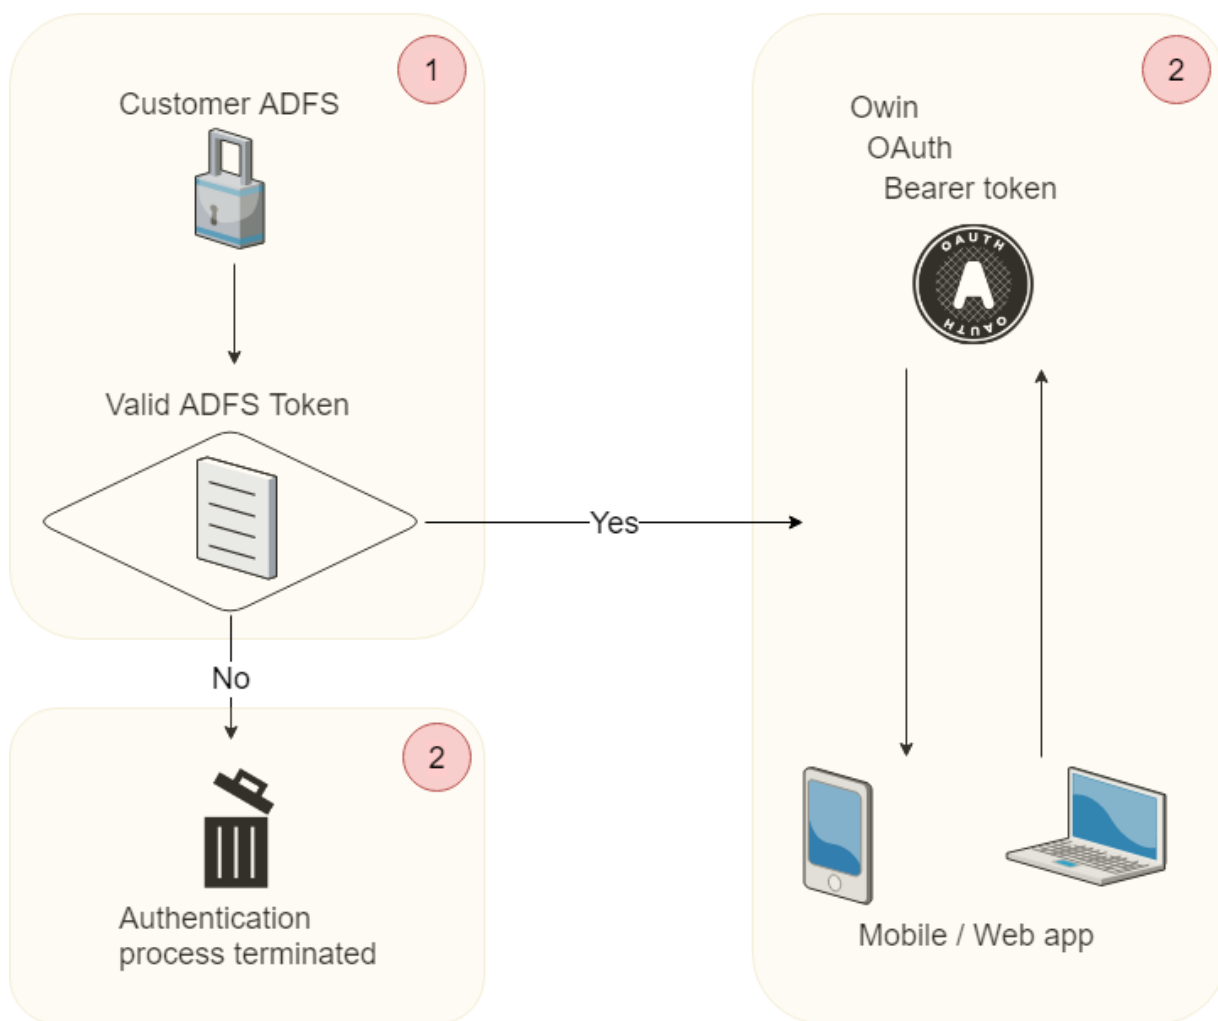 1
Customer ADFS
Valid ADFS Token
Yes
No
2
Authentication
process terminated
2
Owin
OAuth
Bearer token
OAUTH
A
OAUTH
Mobile / Web app